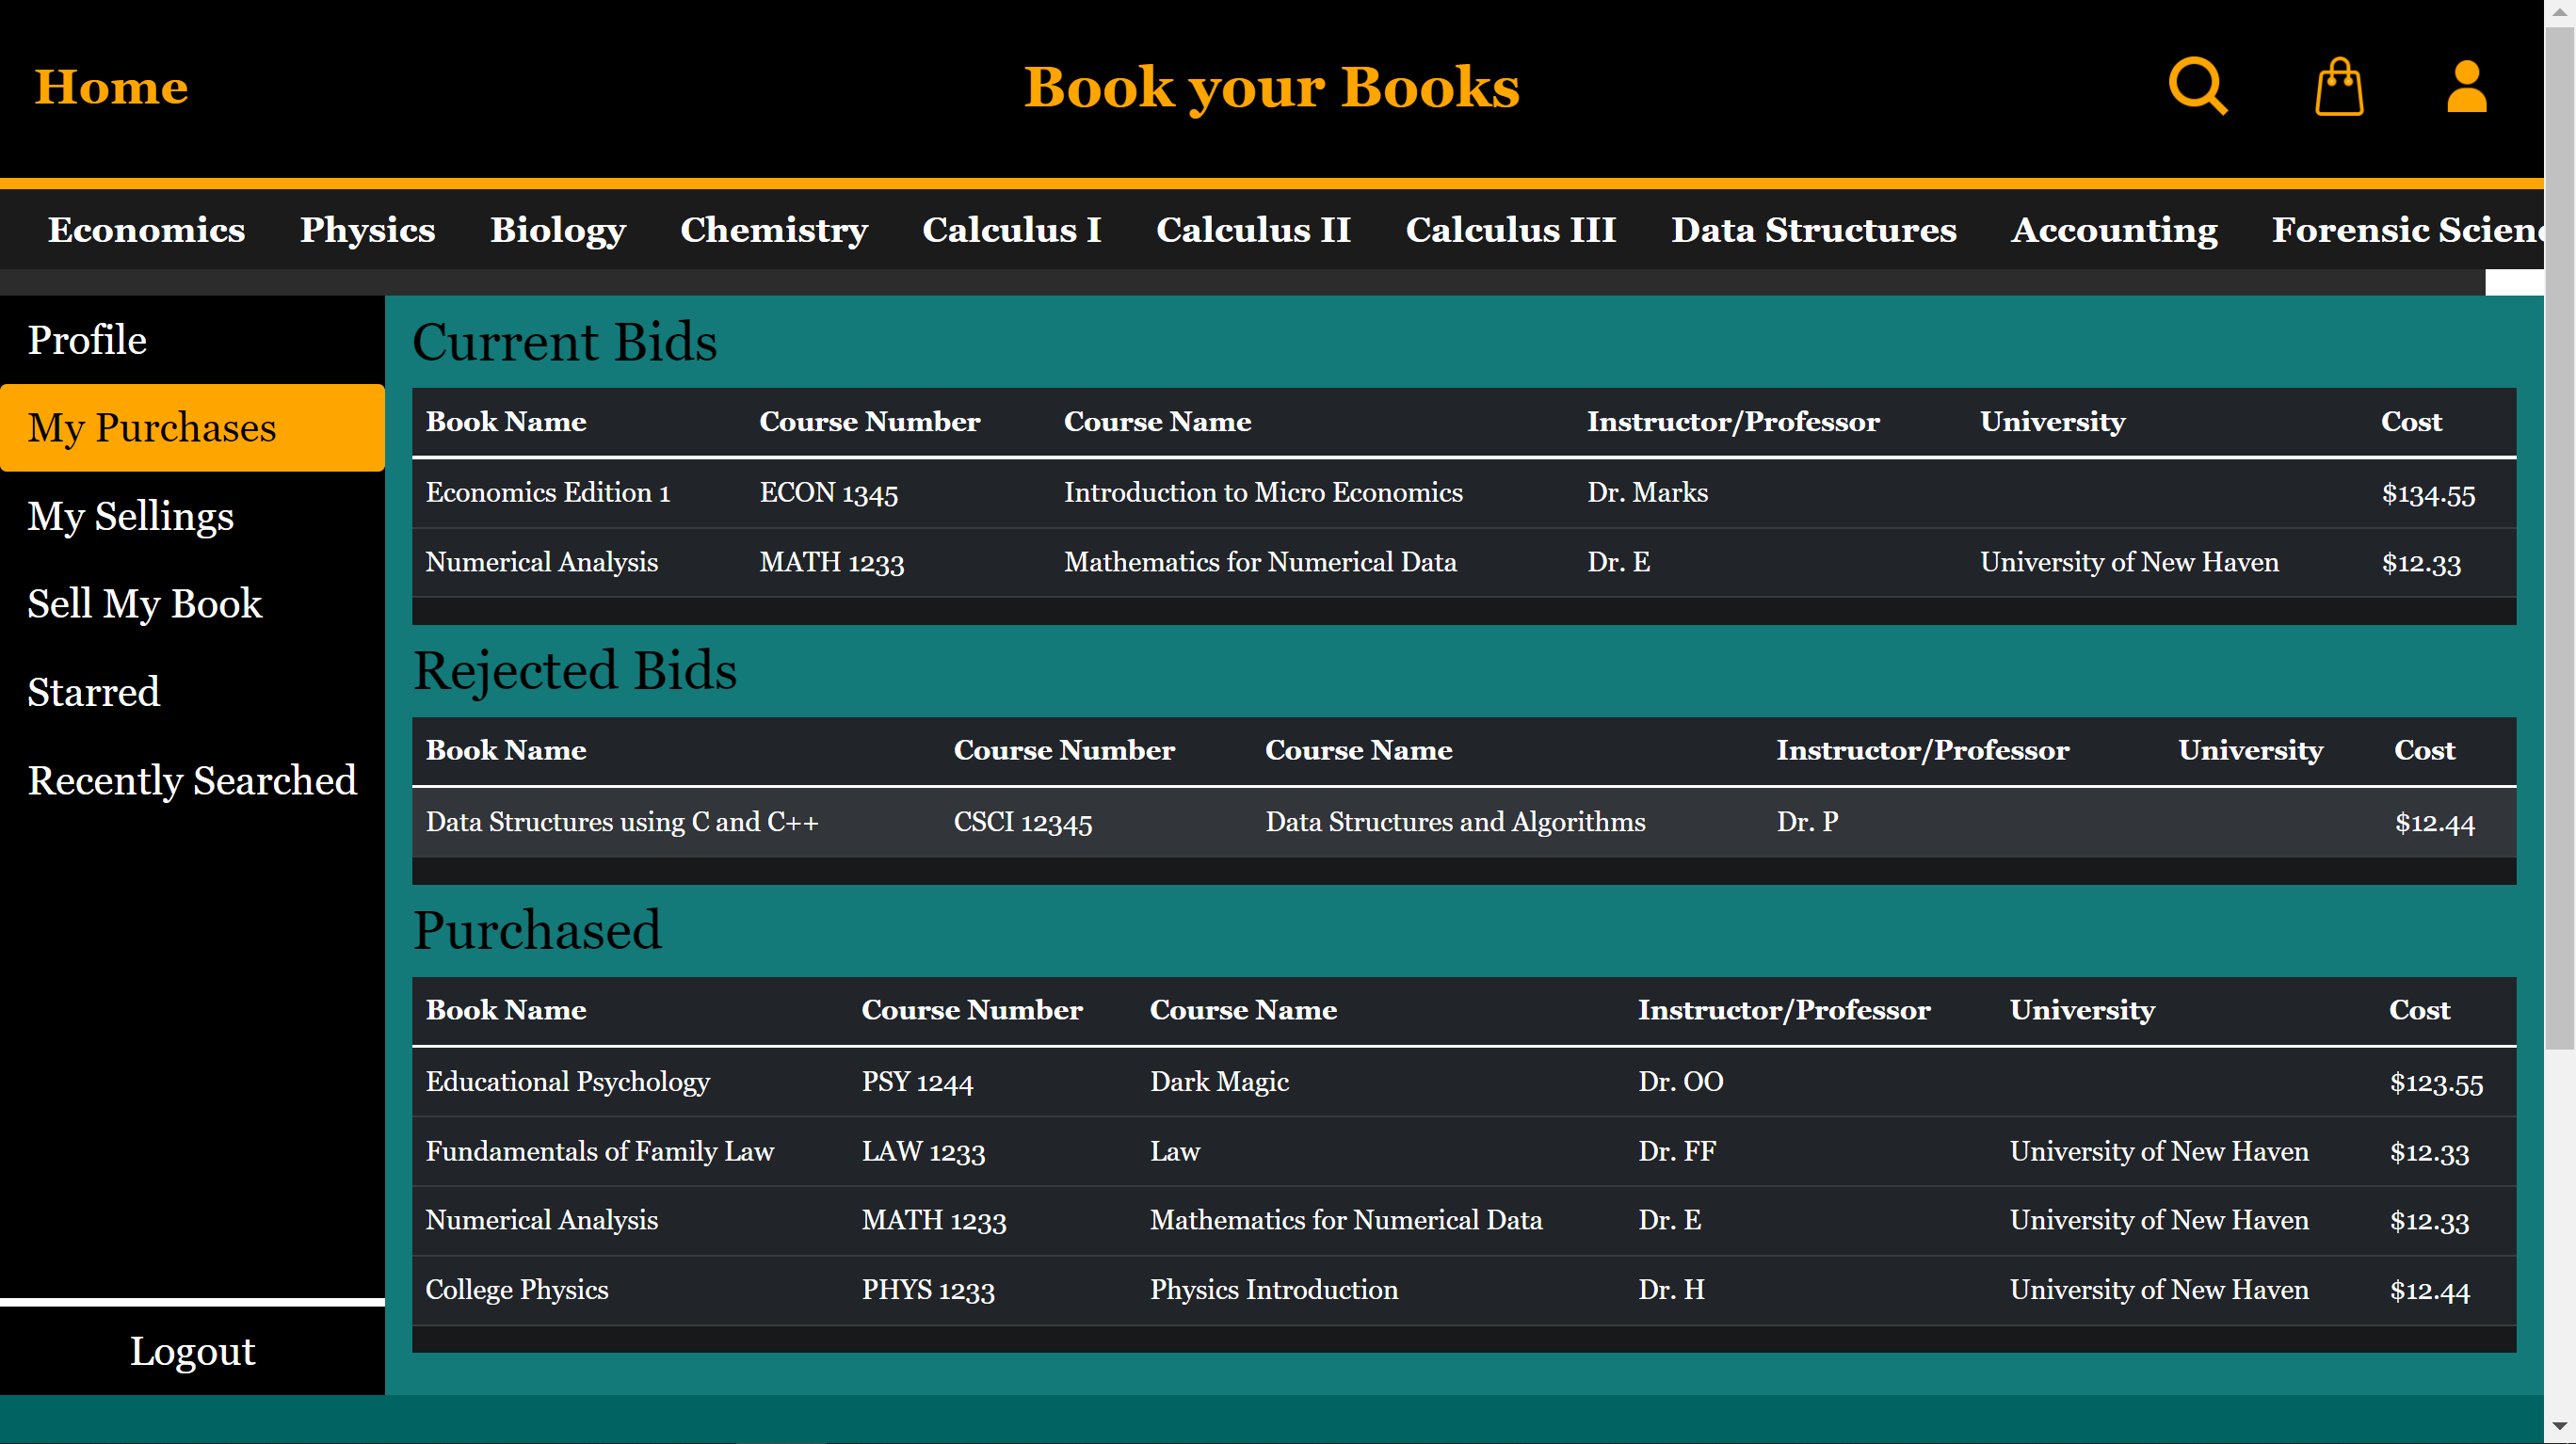 Home Book your Books
Economics Physics Biology Chemistry Calculus I Calculus II Calculus III Data Structures Accounting Forensic Scienc
Profile
My Purchases
My Sellings
Sell My Book
Starred
Recently Searched
Logout
Current Bids
Book Name Course Number Course Name Instructor/Professor University Cost
Economics Edition 1 ECON 1345 Introduction to Micro Economics Dr. Marks $134.55
Numerical Analysis MATH 1233 Mathematics for Numerical Data Dr. E University of New Haven $12.33
Rejected Bids
Book Name Course Number Course Name Instructor/Professor University Cost
Data Structures using C and C++ CSCI 12345 Data Structures and Algorithms Dr. P $12.44
Purchased
Book Name Course Number Course Name Instructor/Professor University Cost
Educational Psychology PSY 1244 Dark Magic Dr. OO $123.55
Fundamentals of Family Law LAW 1233 Law Dr. FF University of New Haven $12.33
Numerical Analysis MATH 1233 Mathematics for Numerical Data Dr. E University of New Haven $12.33
College Physics PHYS 1233 Physics Introduction Dr. H University of New Haven $12.44